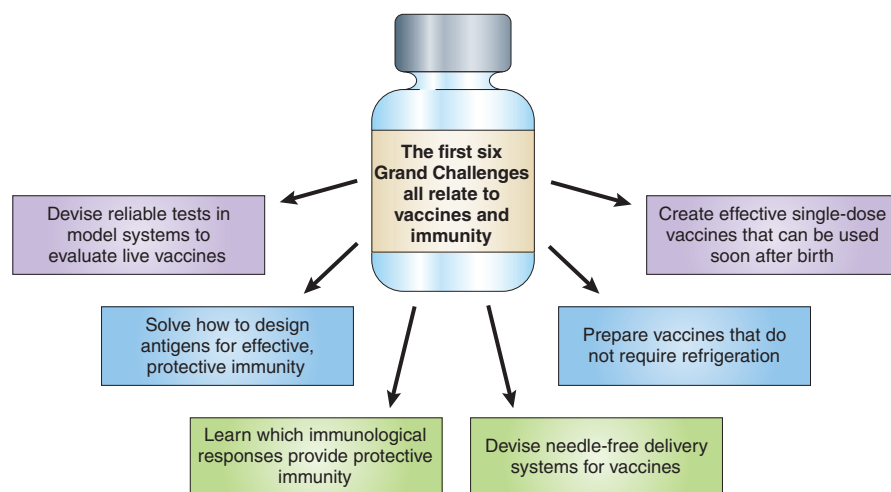 The first six
Grand Challenges
all relate to
vaccines and
immunity
Devise reliable tests in
model systems to
evaluate live vaccines
Create effective single-dose
vaccines that can be used
soon after birth
Solve how to design
antigens for effective,
protective immunity
Prepare vaccines that do
not require refrigeration
Learn which immunological
responses provide protective
immunity
Devise needle-free delivery
systems for vaccines